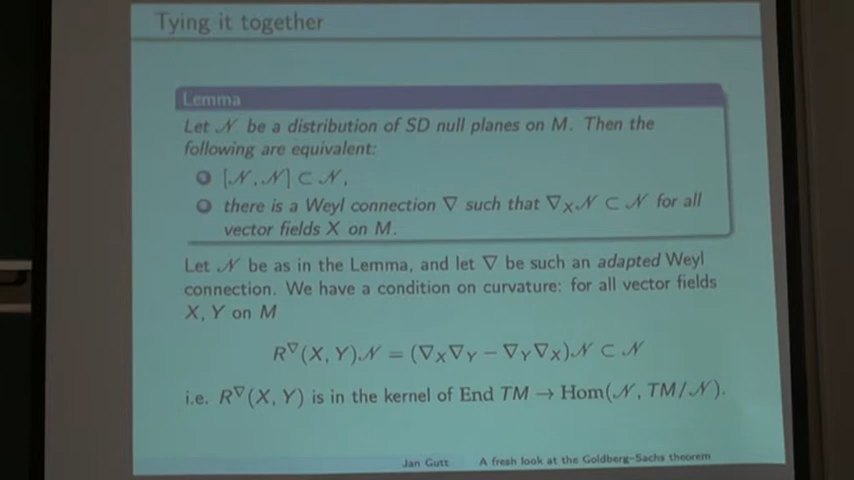 Tying it together
Lemma
Let 𝒩 be a distribution of SD null planes on M. Then the
following are equivalent:
1 [𝒩, 𝒩] ⊂ 𝒩,
2 there is a Weyl connection ∇ such that ∇_X𝒩 ⊂ 𝒩 for all
vector fields X on M.
Let 𝒩 be as in the Lemma, and let ∇ be such an adapted Weyl
connection. We have a condition on curvature: for all vector fields
X, Y on M
R^∇(X, Y)𝒩 = (∇_X∇_Y − ∇_Y∇_X)𝒩 ⊂ 𝒩
i.e. R^∇(X, Y) is in the kernel of End TM → Hom(𝒩, TM/𝒩).
Jan Gutt A fresh look at the Goldberg–Sachs theorem